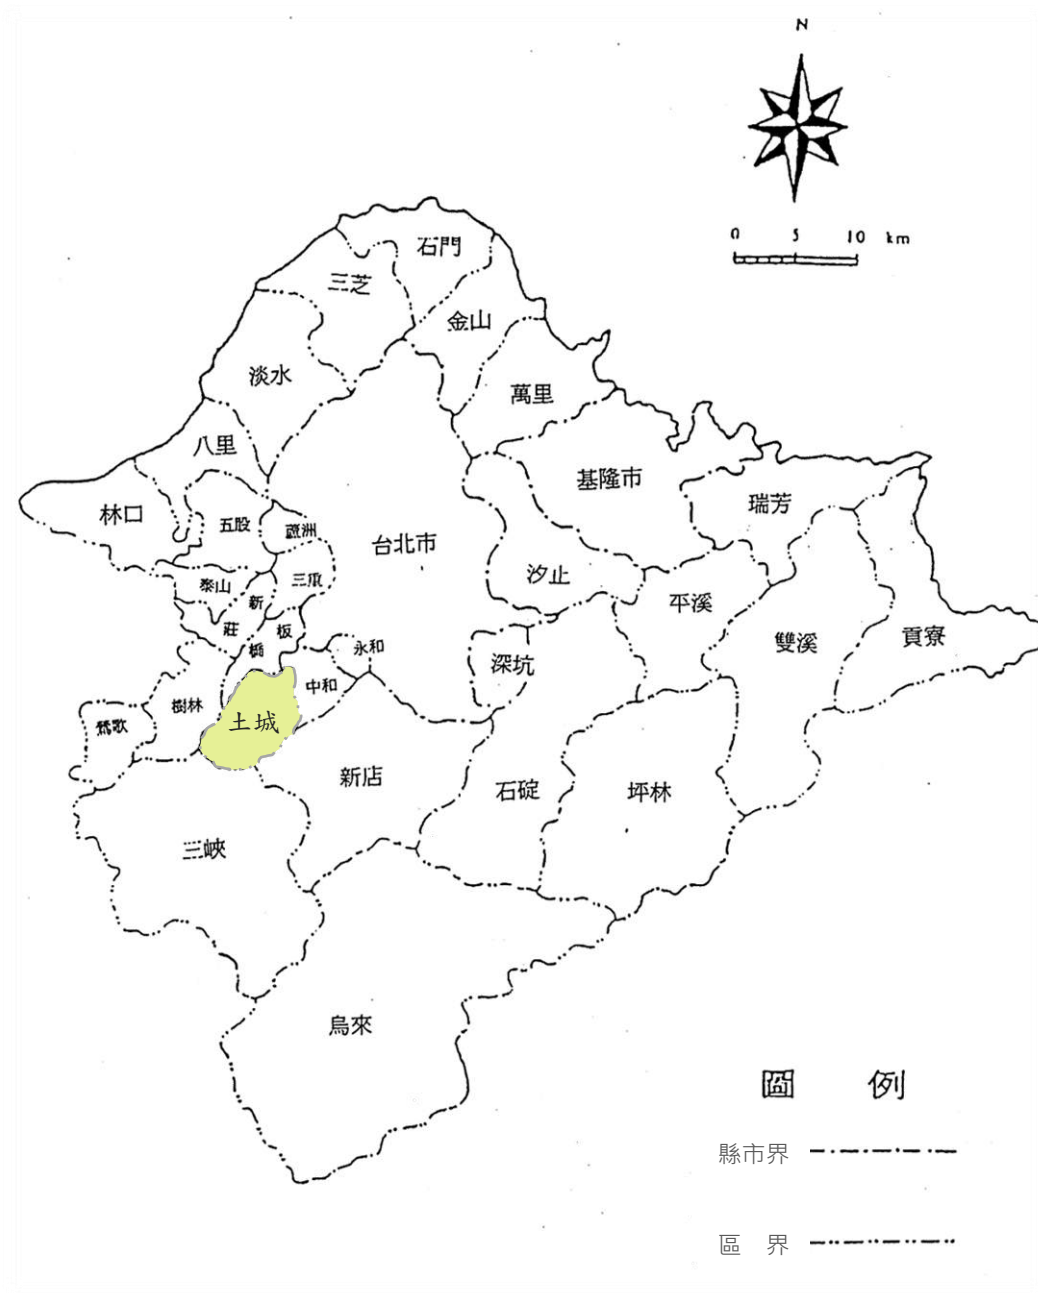 N
0 5 10 km
石門
三芝
金山
淡水
萬里
八里
基隆市
瑞芳
林口
五股
蘆洲
台北市
汐止
泰山
三重
新
莊
平溪
板
橋
永和
雙溪
貢寮
深坑
中和
樹林
土城
鶯歌
新店
石碇
坪林
三峽
烏來
圖 例
縣市界
區 界